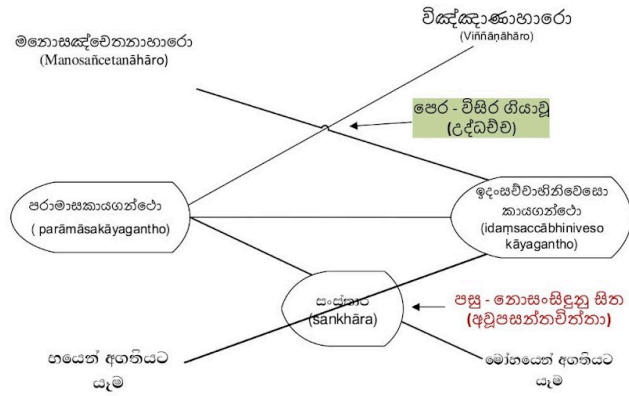 විඤ්ඤාණාහාරො
(Viññāṇāhāro)
මනොසඤ්චෙතනාහාරො
(Manosañcetanāhāro)
පෙර - විසිර ගියාවූ
(උද්ධච්ච)
පරාමාසකායගන්ථො
( parāmāsakāyagantho)
ඉදංසච්චාභිනිවෙසො
කායගන්ථො
(idaṃsaccābhiniveso
kāyagantho)
සංස්කාර
(sankhāra)
පසු - නොසංසිඳුනු සිත
(අවූපසන්තචිත්තා)
භයෙන් අගතියට
යෑම
මෝහයෙන් අගතියට
යෑම